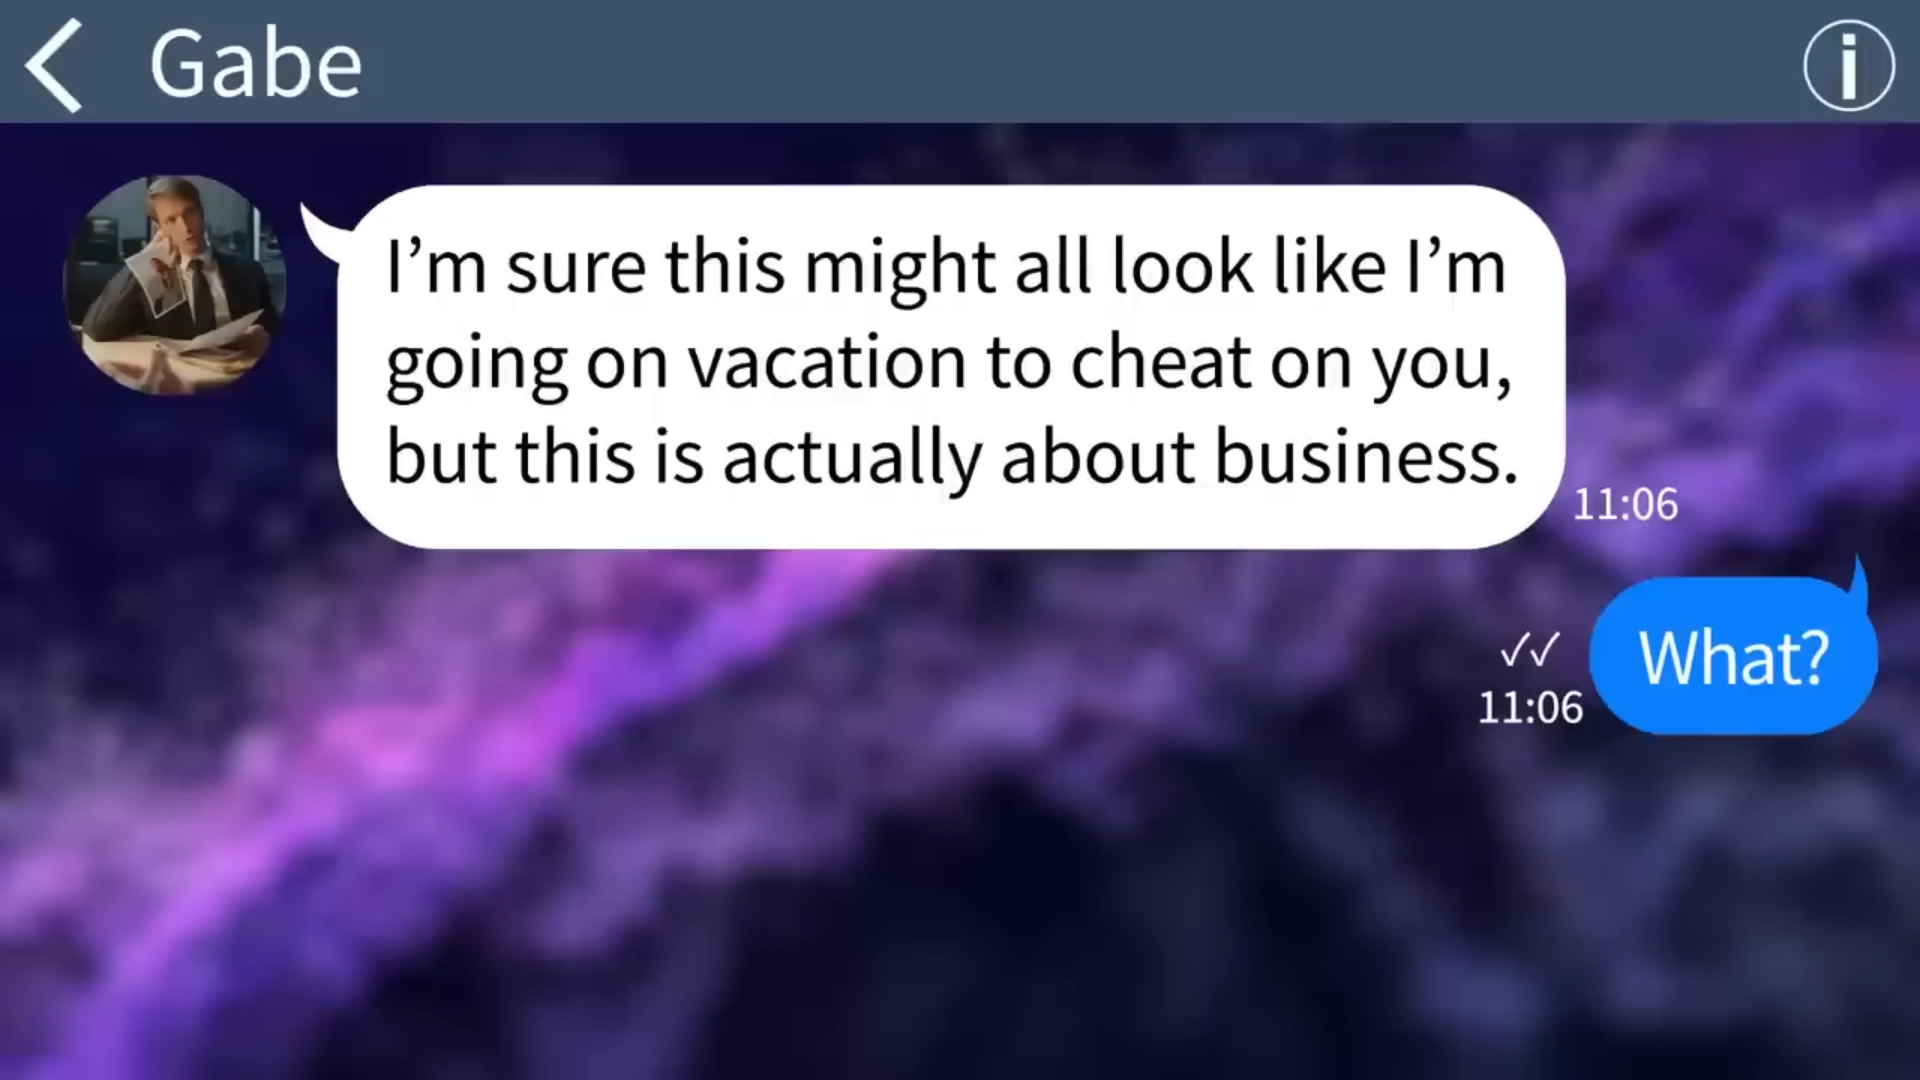 Gabe
I’m sure this might all look like I’m
going on vacation to cheat on you,
but this is actually about business.
11:06
What?
11:06